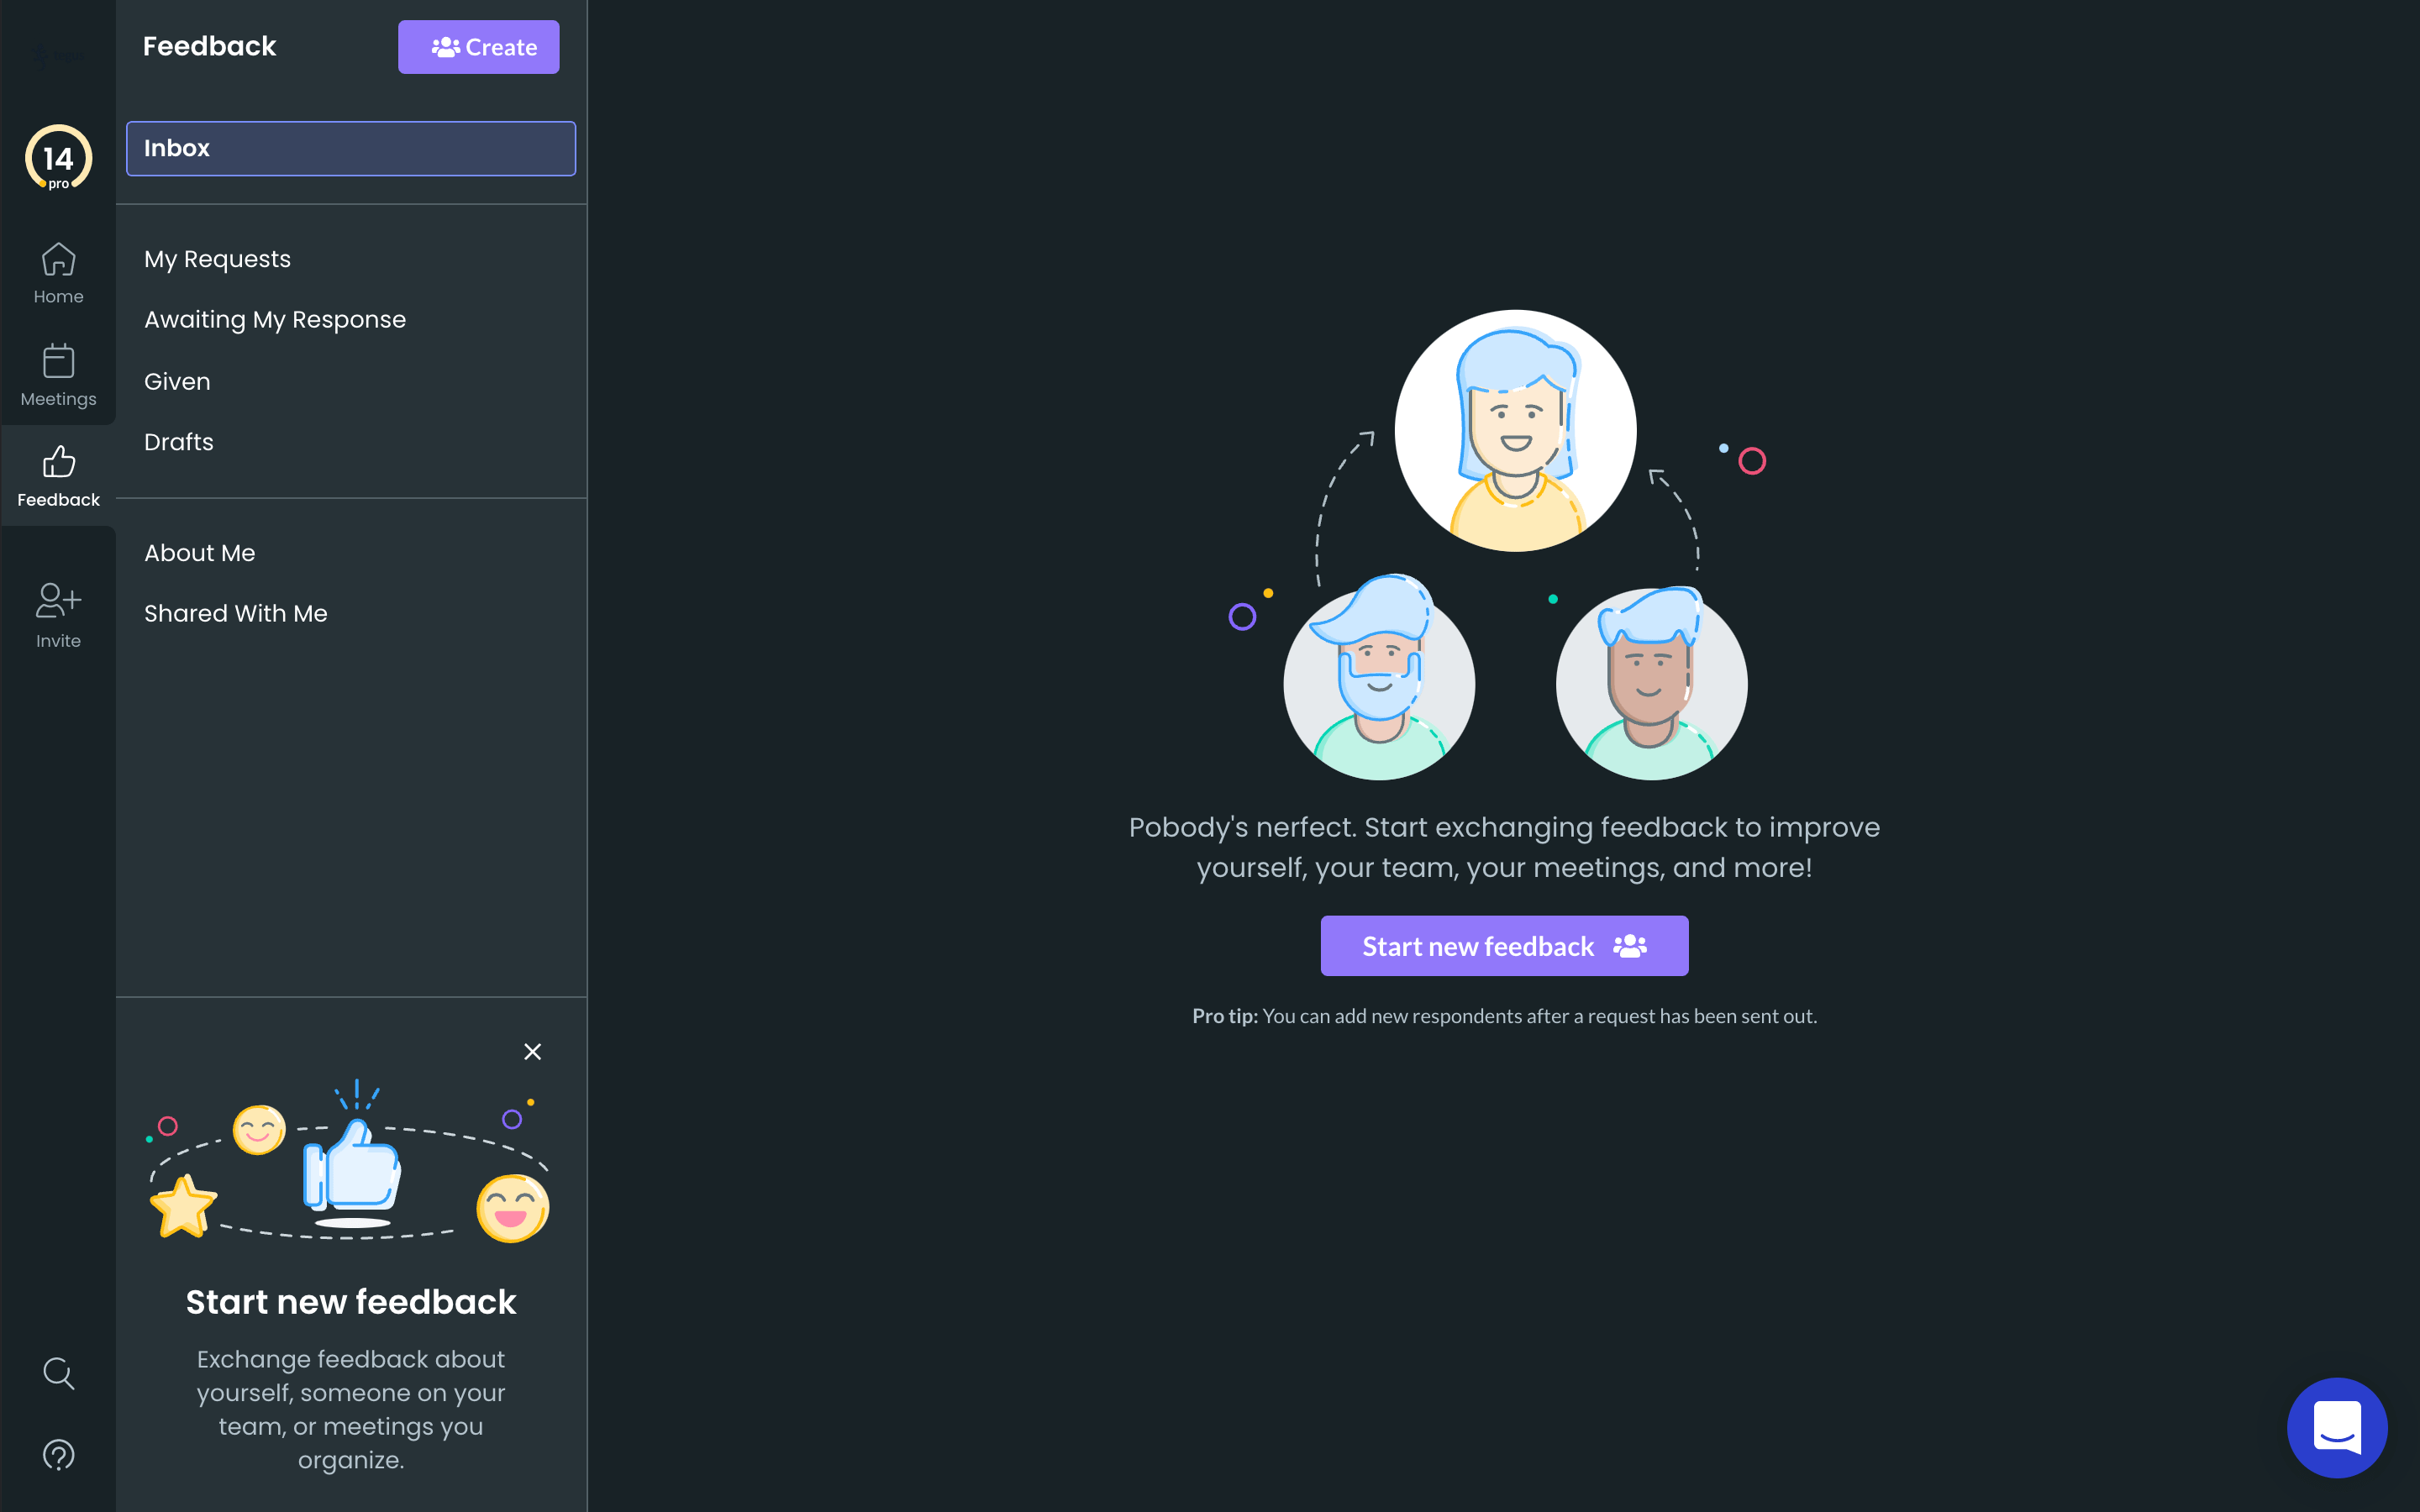 Feedback
Create
14
pro
Home
Meetings
Feedback
Invite
Inbox
My Requests
Awaiting My Response
Given
Drafts
About Me
Shared With Me
Start new feedback
Exchange feedback about
yourself, someone on your
team, or meetings you
organize.
Pobody's nerfect. Start exchanging feedback to improve
yourself, your team, your meetings, and more!
Start new feedback
Pro tip: You can add new respondents after a request has been sent out.